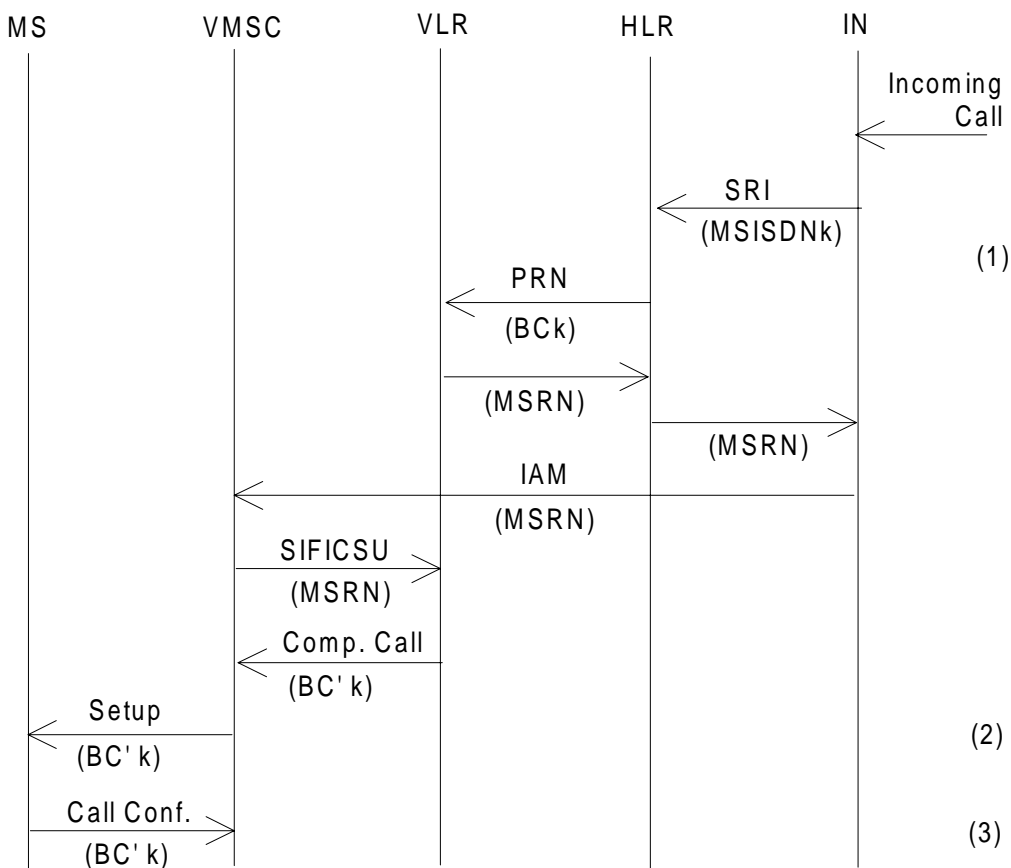 MS VMSC VLR HLR IN
Incoming
Call
SRI
(MSISDNk)
(1)
PRN
(BCk)
(MSRN)
(MSRN)
IAM
(MSRN)
SIFICSU
(MSRN)
Comp. Call
(BC'k)
Setup
(2)
(BC'k)
Call Conf.
(3)
(BC'k)